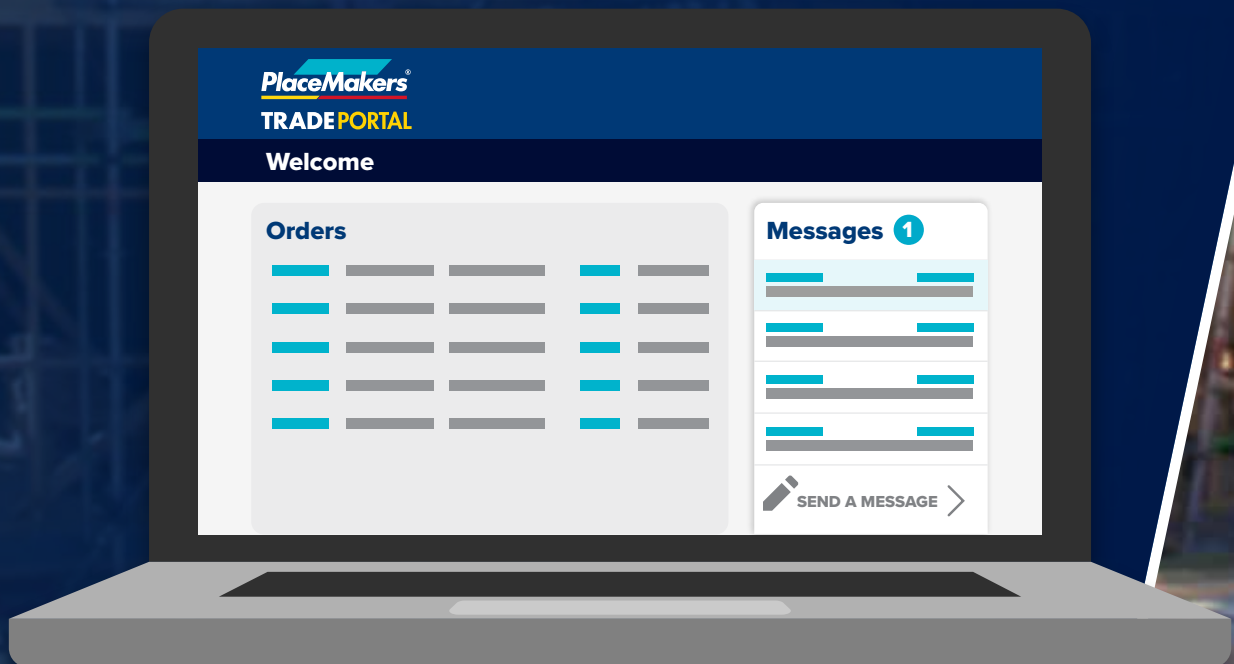 PlaceMakers®
TRADE PORTAL
Welcome
Orders
Messages 1
SEND A MESSAGE